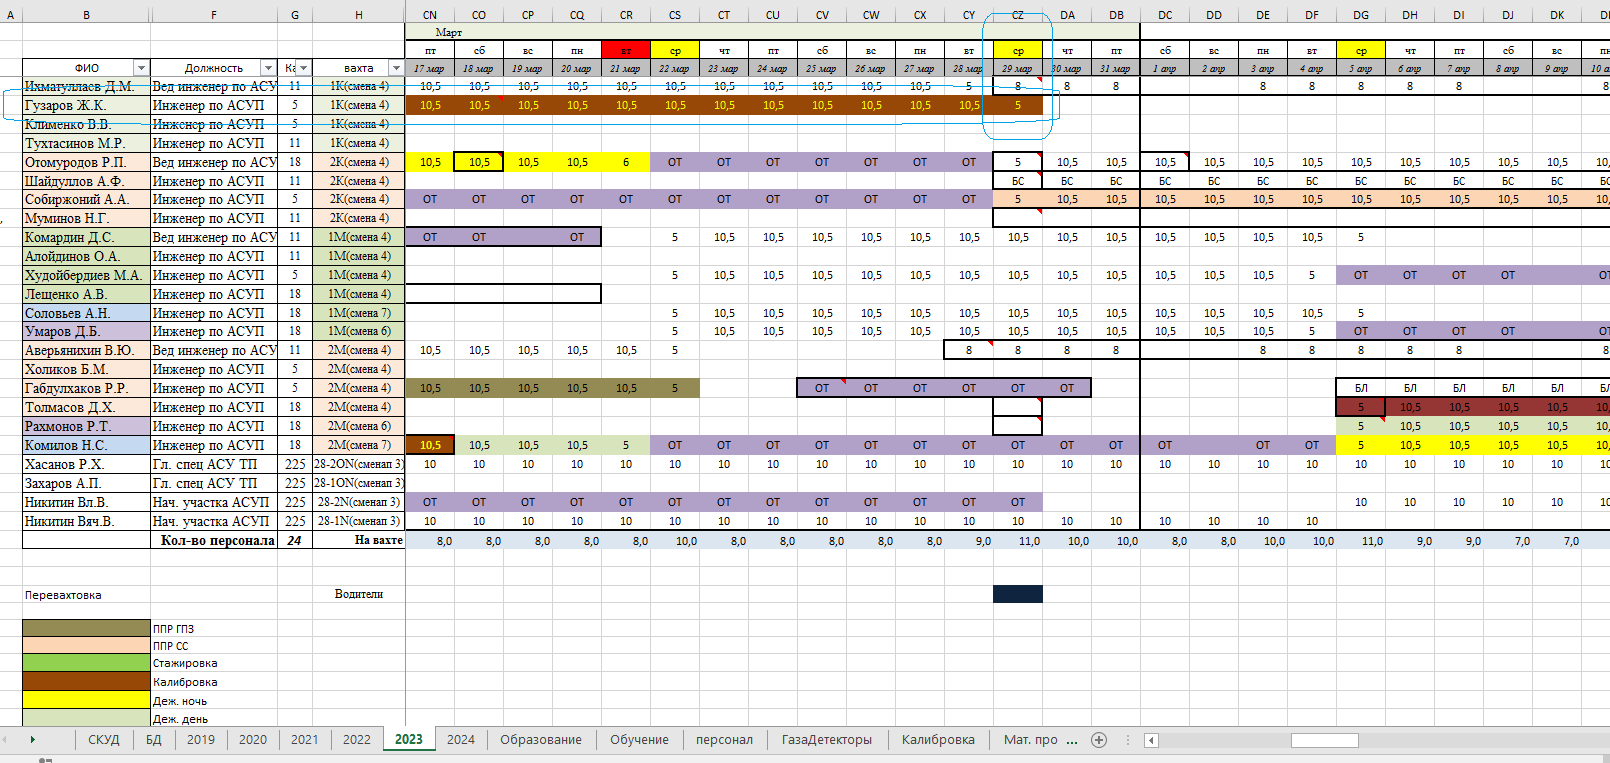 A B F G H CN CO CP CQ CR CS CT CU CV CW CX CY CZ DA DB DC DD DE DF DG DH DI DJ DK
Март
пт сб вс пн вт ср чт пт сб вс пн вт ср чт пт сб вс пн вт ср чт пт сб вс пн
ФИО Должность Ка вахта 17 мар 18 мар 19 мар 20 мар 21 мар 22 мар 23 мар 24 мар 25 мар 26 мар 27 мар 28 мар 29 мар 30 мар 31 мар 1 апр 2 апр 3 апр 4 апр 5 апр 6 апр 7 апр 8 апр 9 апр 10 а
Ихматуллаев Д.М. Вед инженер по АСУ 11 1К(смена 4) 10,5 10,5 10,5 10,5 10,5 10,5 10,5 10,5 10,5 10,5 10,5 5 8 8 8 8 8 8 8 8 8
Гузаров Ж.К. Инженер по АСУП 5 1К(смена 4) 10,5 10,5 10,5 10,5 10,5 10,5 10,5 10,5 10,5 10,5 10,5 10,5 5
Клименко В.В. Инженер по АСУП 5 1К(смена 4)
Тухтасинов М.Р. Инженер по АСУП 11 1К(смена 4)
Отомуродов Р.П. Вед инженер по АСУ 18 2К(смена 4) 10,5 10,5 10,5 10,5 6 ОТ ОТ ОТ ОТ ОТ ОТ ОТ 5 10,5 10,5 10,5 10,5 10,5 10,5 10,5 10,5 10,5 10,5 10,5 10,
Шайдуллов А.Ф. Инженер по АСУП 11 2К(смена 4) БС БС БС БС БС БС БС БС БС БС БС БС БС
Собиржоний А.А. Инженер по АСУП 5 2К(смена 4) ОТ ОТ ОТ ОТ ОТ ОТ ОТ ОТ ОТ ОТ ОТ ОТ 5 10,5 10,5 10,5 10,5 10,5 10,5 10,5 10,5 10,5 10,5 10,5 10,
Муминов Н.Г. Инженер по АСУП 11 2К(смена 4)
Комардин Д.С. Вед инженер по АСУ 11 1М(смена 4) ОТ ОТ ОТ 5 10,5 10,5 10,5 10,5 10,5 10,5 10,5 10,5 10,5 10,5 10,5 10,5 10,5 5
Алойдинов О.А. Инженер по АСУП 11 1М(смена 4)
Худойбердиев М.А. Инженер по АСУП 5 1М(смена 4) 5 10,5 10,5 10,5 10,5 10,5 10,5 10,5 10,5 10,5 10,5 10,5 10,5 5 ОТ ОТ ОТ ОТ ОТ
Лещенко А.В. Инженер по АСУП 18 1М(смена 4)
Соловьев А.Н. Инженер по АСУП 18 1М(смена 7) 5 10,5 10,5 10,5 10,5 10,5 10,5 10,5 10,5 10,5 10,5 10,5 10,5 10,5 5
Умаров Д.Б. Инженер по АСУП 18 1М(смена 6) 5 10,5 10,5 10,5 10,5 10,5 10,5 10,5 10,5 10,5 10,5 10,5 10,5 5 ОТ ОТ ОТ ОТ ОТ
Аверьянихин В.Ю. Вед инженер по АСУ 11 2М(смена 4) 10,5 10,5 10,5 10,5 10,5 5 8 8 8 8 8 8 8 8 8 8
Холиков Б.М. Инженер по АСУП 5 2М(смена 4)
Габдулхаков Р.Р. Инженер по АСУП 5 2М(смена 4) 10,5 10,5 10,5 10,5 10,5 5 ОТ ОТ ОТ ОТ ОТ ОТ БЛ БЛ БЛ БЛ БЛ БЛ
Толмасов Д.Х. Инженер по АСУП 18 2М(смена 4) 5 10,5 10,5 10,5 10,5 10,
Рахмонов Р.Т. Инженер по АСУП 18 2М(смена 6) 5 10,5 10,5 10,5 10,5 10,
Комилов Н.С. Инженер по АСУП 18 2М(смена 7) 10,5 10,5 10,5 10,5 5 ОТ ОТ ОТ ОТ ОТ ОТ ОТ ОТ ОТ ОТ ОТ ОТ ОТ 5 10,5 10,5 10,5 10,5 10,
Хасанов Р.Х. Гл. спец АСУ ТП 225 28-2ON(сменап 3) 10 10 10 10 10 10 10 10 10 10 10 10 10 10 10 10 10 10 10 10 10 10 10 10 10
Захаров А.П. Гл. спец АСУ ТП 225 28-1ON(сменап 3)
Никитин Вл.В. Нач. участка АСУП 225 28-2N(сменап 3) ОТ ОТ ОТ ОТ ОТ ОТ ОТ ОТ ОТ ОТ ОТ ОТ ОТ 10 10 10 10 10 10
Никитин Вяч.В. Нач. участка АСУП 225 28-1N(сменап 3) 10 10 10 10 10 10 10 10 10 10 10 10 10 10 10 10 10 10 10
Кол-во персонала 24 На вахте 8,0 8,0 8,0 8,0 8,0 10,0 8,0 8,0 8,0 8,0 8,0 9,0 11,0 10,0 10,0 8,0 8,0 10,0 10,0 11,0 9,0 9,0 7,0 7,0
Перевахтовка Водители
ППР ГПЗ
ППР СС
Стажировка
Калибровка
Деж. ночь
Деж. день
СКУД БД 2019 2020 2021 2022 2023 2024 Образование Обучение персонал ГазаДетекторы Калибровка Мат. про ...